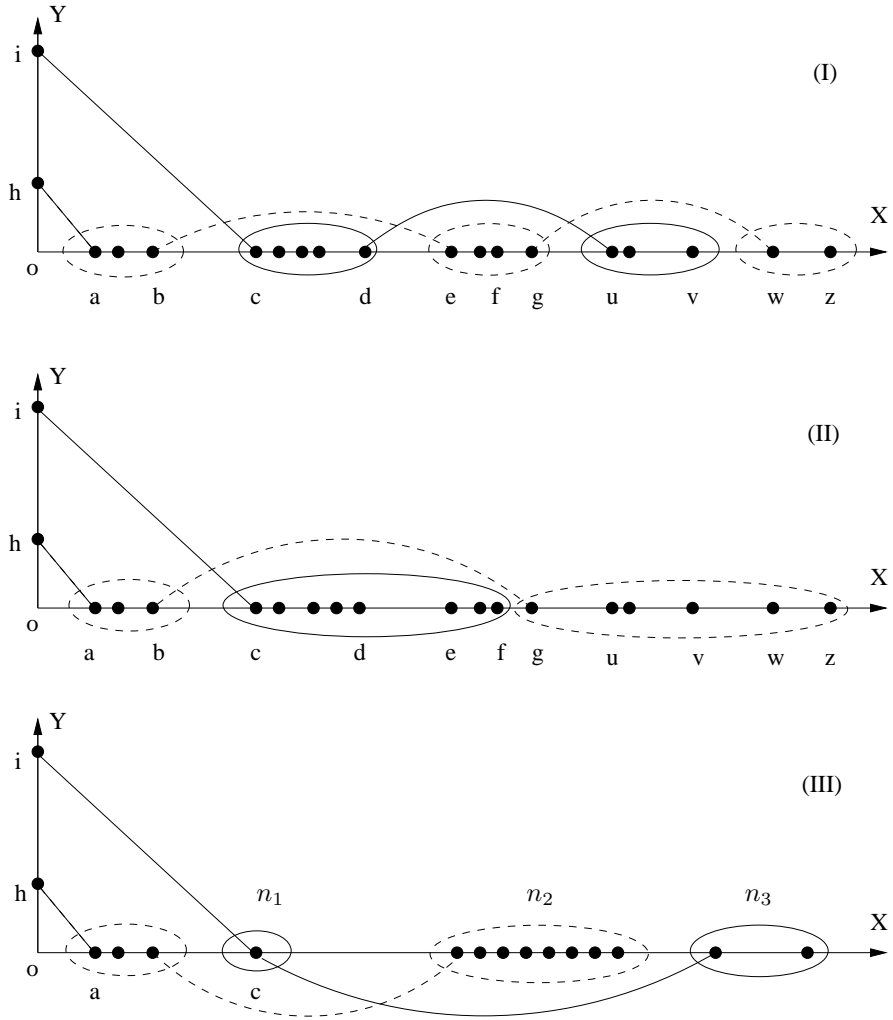 Y
i
(I)
h
X
o
a b c d e f g u v w z
Y
i
(II)
h
X
o
a b c d e f g u v w z
Y
i
(III)
h n₁ n₂ n₃
X
o
a c